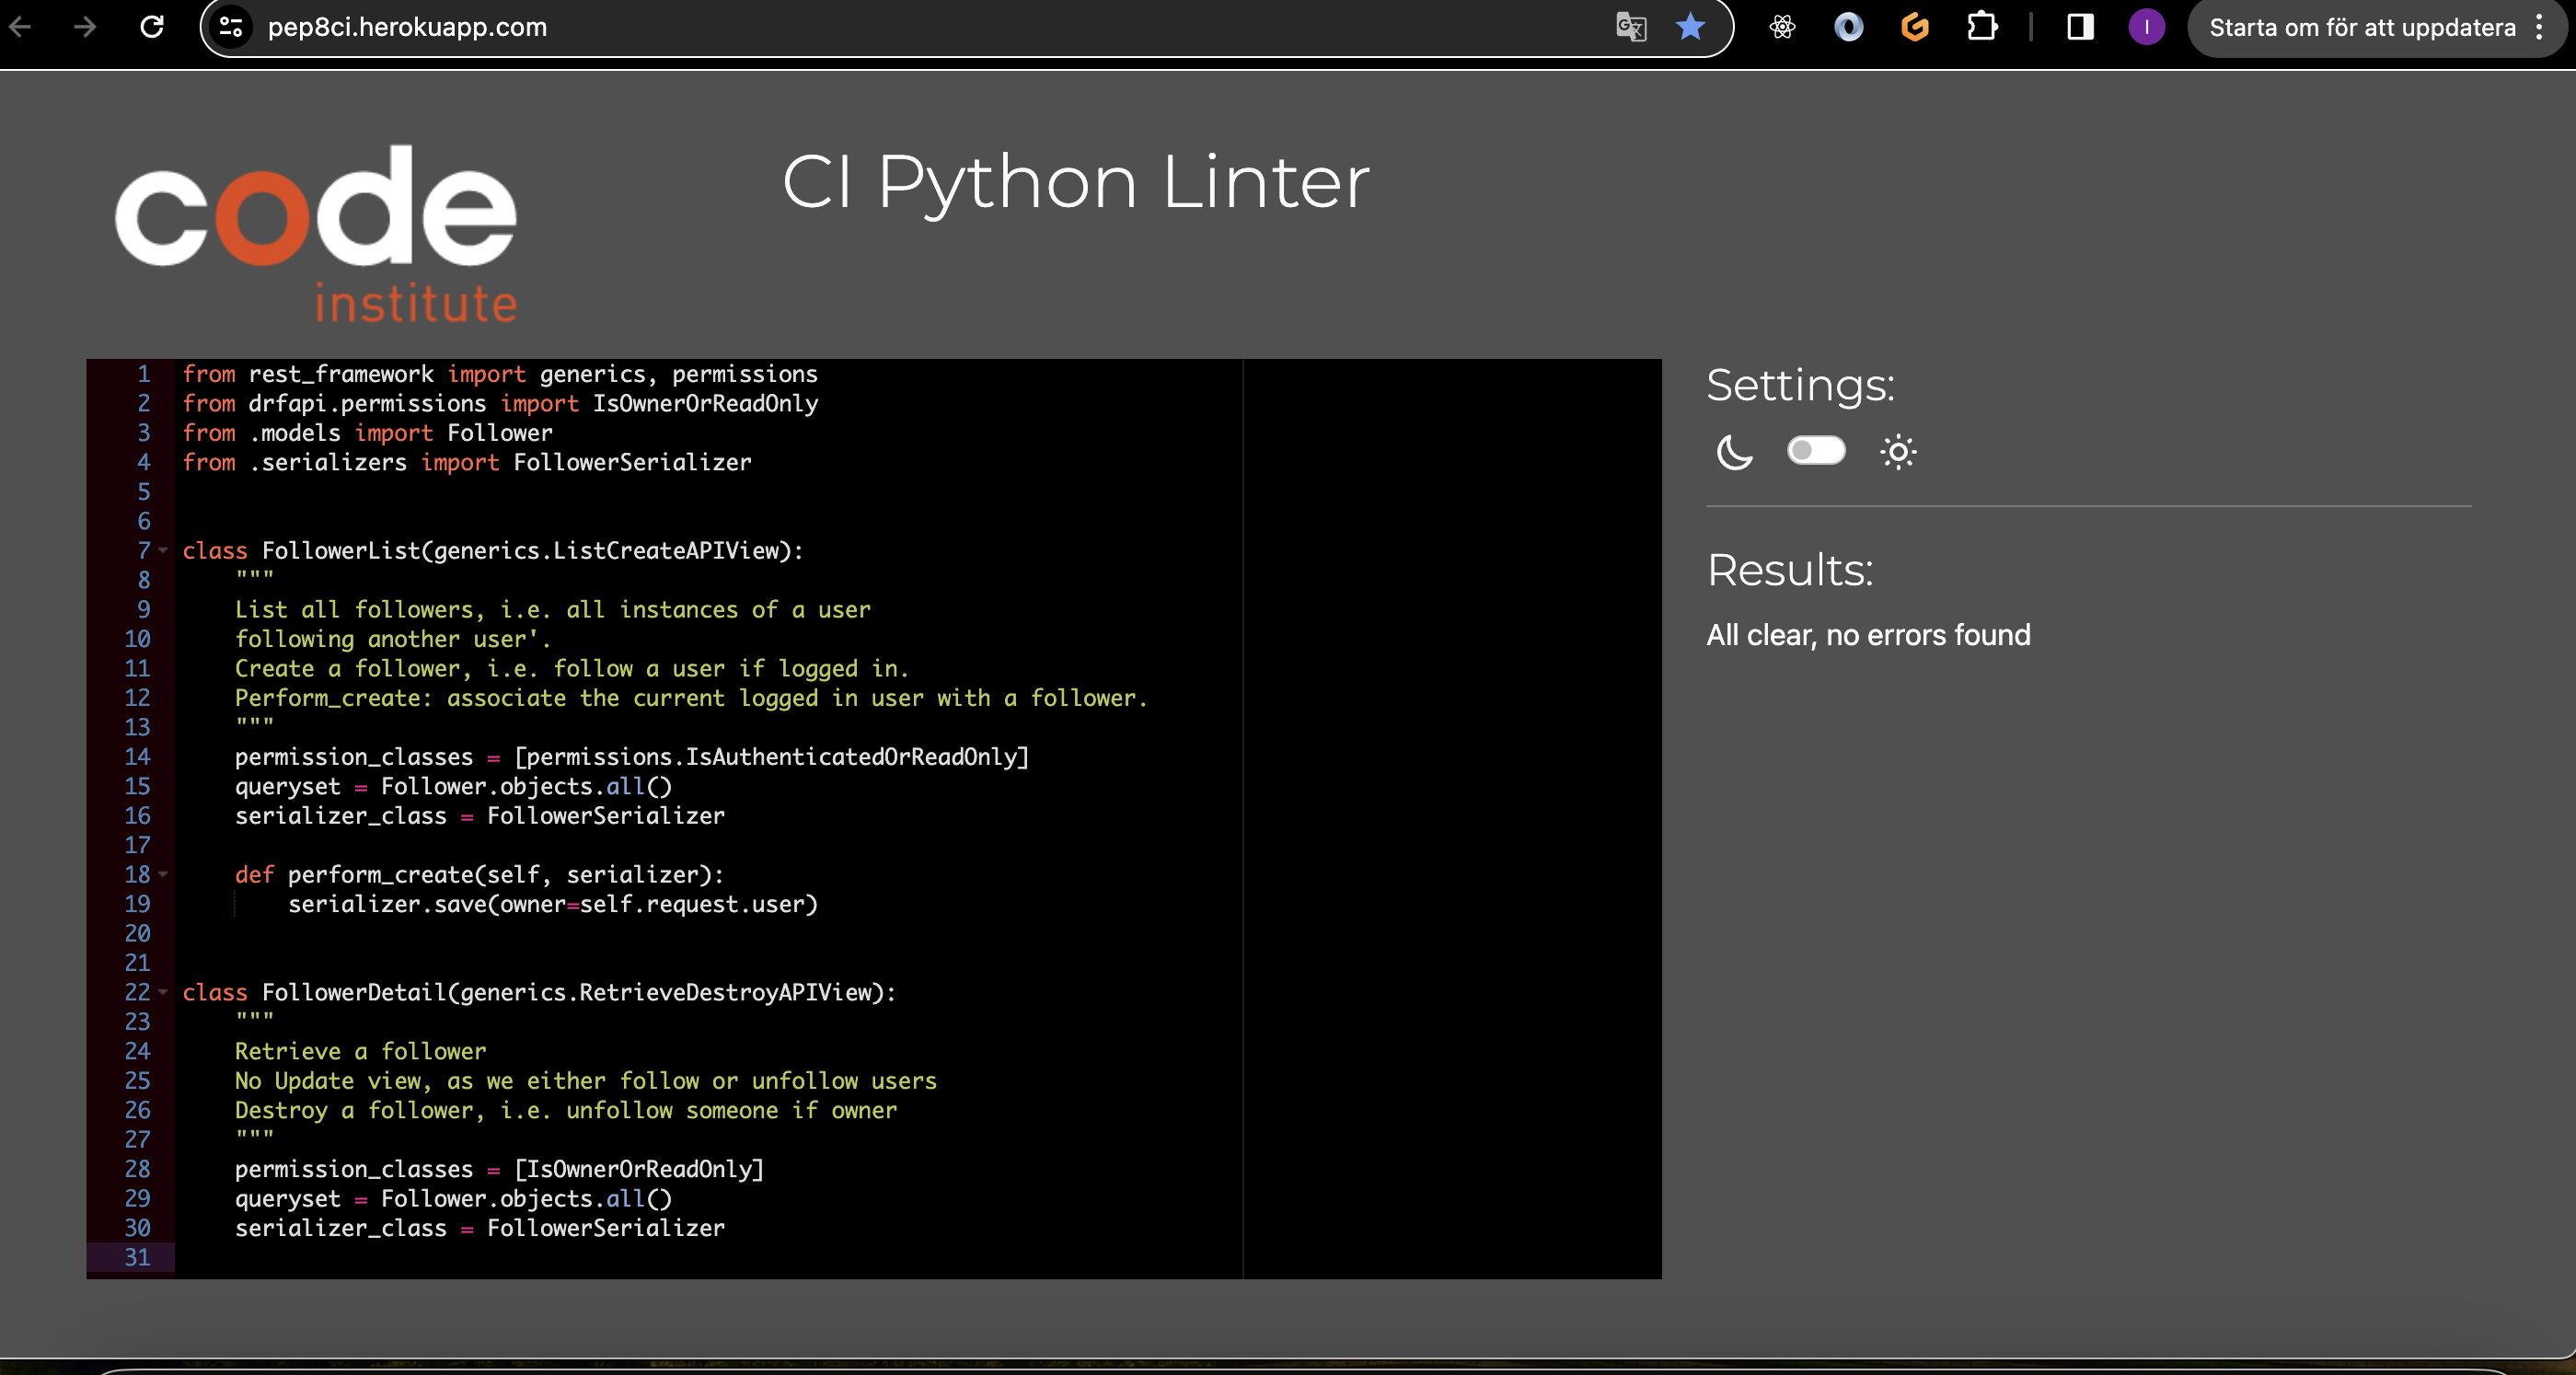 pep8ci.herokuapp.com
I
Starta om för att uppdatera
code
institute
CI Python Linter
1 from rest_framework import generics, permissions
2 from drfapi.permissions import IsOwnerOrReadOnly
3 from .models import Follower
4 from .serializers import FollowerSerializer
5
6
7 class FollowerList(generics.ListCreateAPIView):
8     """
9     List all followers, i.e. all instances of a user
10     following another user'.
11     Create a follower, i.e. follow a user if logged in.
12     Perform_create: associate the current logged in user with a follower.
13     """
14     permission_classes = [permissions.IsAuthenticatedOrReadOnly]
15     queryset = Follower.objects.all()
16     serializer_class = FollowerSerializer
17
18     def perform_create(self, serializer):
19         serializer.save(owner=self.request.user)
20
21
22 class FollowerDetail(generics.RetrieveDestroyAPIView):
23     """
24     Retrieve a follower
25     No Update view, as we either follow or unfollow users
26     Destroy a follower, i.e. unfollow someone if owner
27     """
28     permission_classes = [IsOwnerOrReadOnly]
29     queryset = Follower.objects.all()
30     serializer_class = FollowerSerializer
31
Settings:
Results:
All clear, no errors found